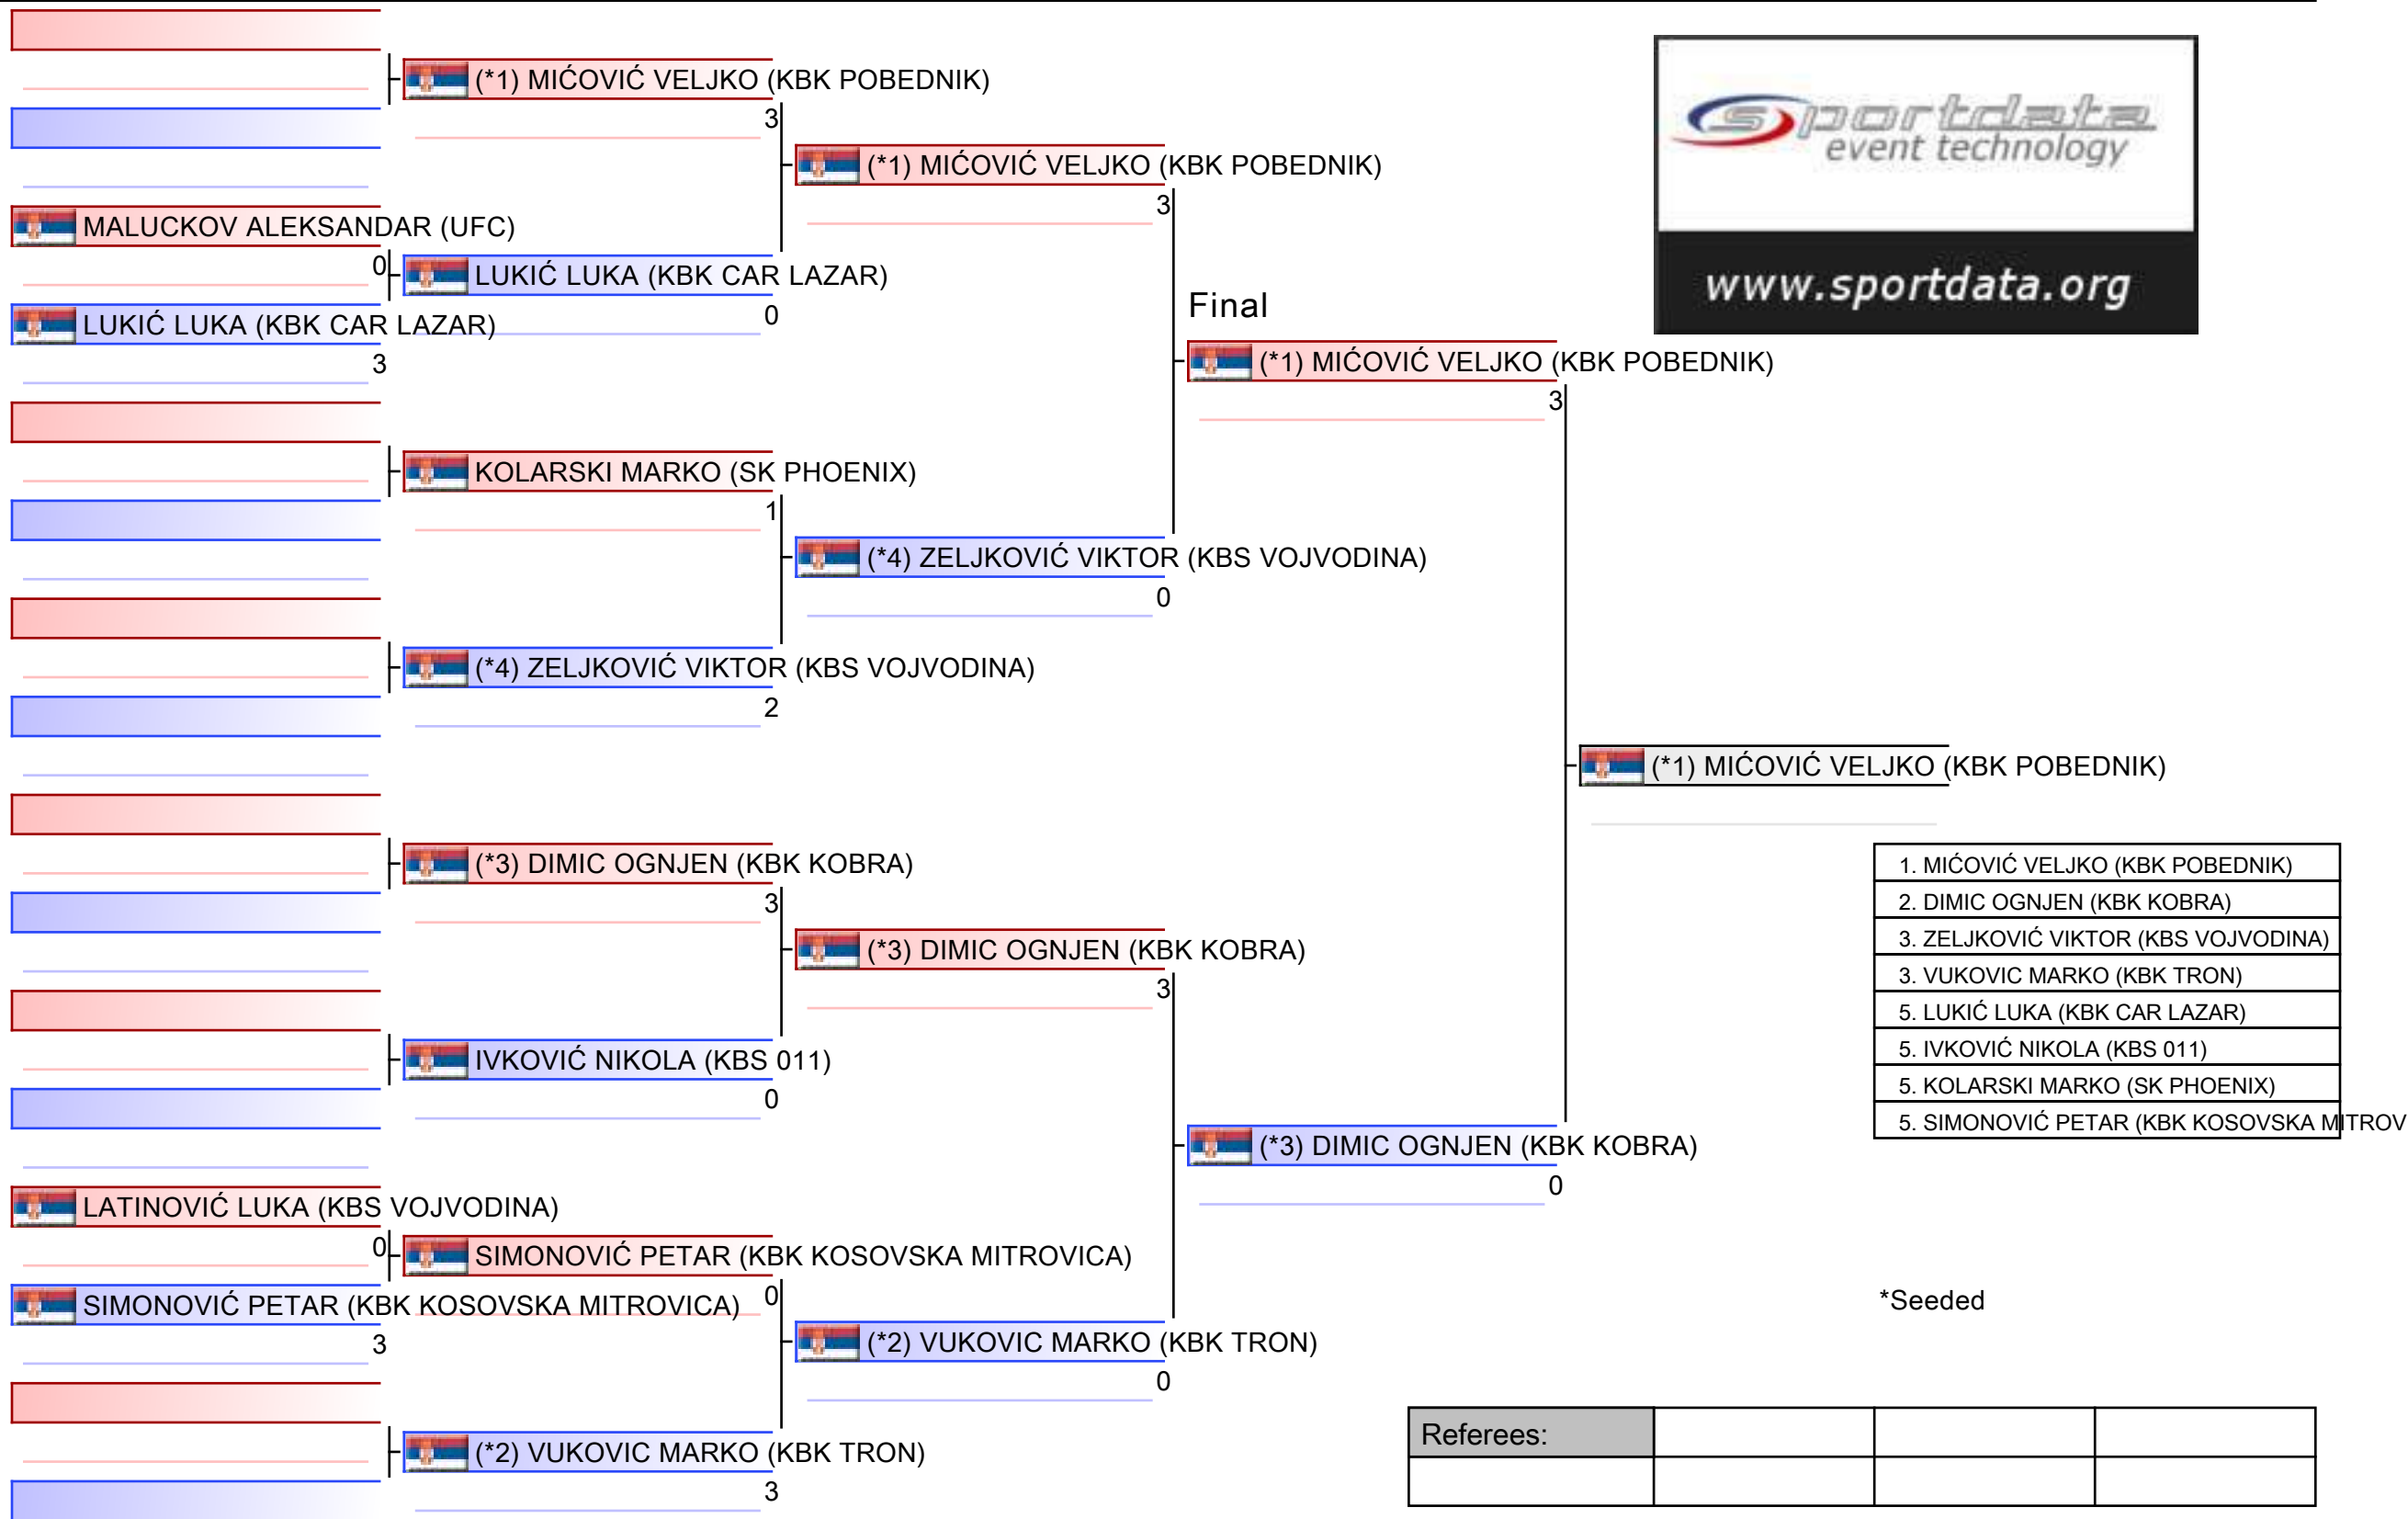 (*1) MIĆOVIĆ VELJKO (KBK POBEDNIK)
3
MALUCKOV ALEKSANDAR (UFC)
0
LUKIĆ LUKA (KBK CAR LAZAR)
3
LUKIĆ LUKA (KBK CAR LAZAR)
0
(*1) MIĆOVIĆ VELJKO (KBK POBEDNIK)
3
KOLARSKI MARKO (SK PHOENIX)
1
(*4) ZELJKOVIĆ VIKTOR (KBS VOJVODINA)
2
(*4) ZELJKOVIĆ VIKTOR (KBS VOJVODINA)
0
Final
(*1) MIĆOVIĆ VELJKO (KBK POBEDNIK)
3
(*3) DIMIC OGNJEN (KBK KOBRA)
3
IVKOVIĆ NIKOLA (KBS 011)
0
(*3) DIMIC OGNJEN (KBK KOBRA)
3
LATINOVIĆ LUKA (KBS VOJVODINA)
0
SIMONOVIĆ PETAR (KBK KOSOVSKA MITROVICA)
3
SIMONOVIĆ PETAR (KBK KOSOVSKA MITROVICA)
0
(*2) VUKOVIC MARKO (KBK TRON)
3
(*2) VUKOVIC MARKO (KBK TRON)
0
(*3) DIMIC OGNJEN (KBK KOBRA)
0
(*1) MIĆOVIĆ VELJKO (KBK POBEDNIK)
sportdata
event technology
www.sportdata.org
1. MIĆOVIĆ VELJKO (KBK POBEDNIK)
2. DIMIC OGNJEN (KBK KOBRA)
3. ZELJKOVIĆ VIKTOR (KBS VOJVODINA)
3. VUKOVIC MARKO (KBK TRON)
5. LUKIĆ LUKA (KBK CAR LAZAR)
5. IVKOVIĆ NIKOLA (KBS 011)
5. KOLARSKI MARKO (SK PHOENIX)
5. SIMONOVIĆ PETAR (KBK KOSOVSKA MITROV
*Seeded
Referees: